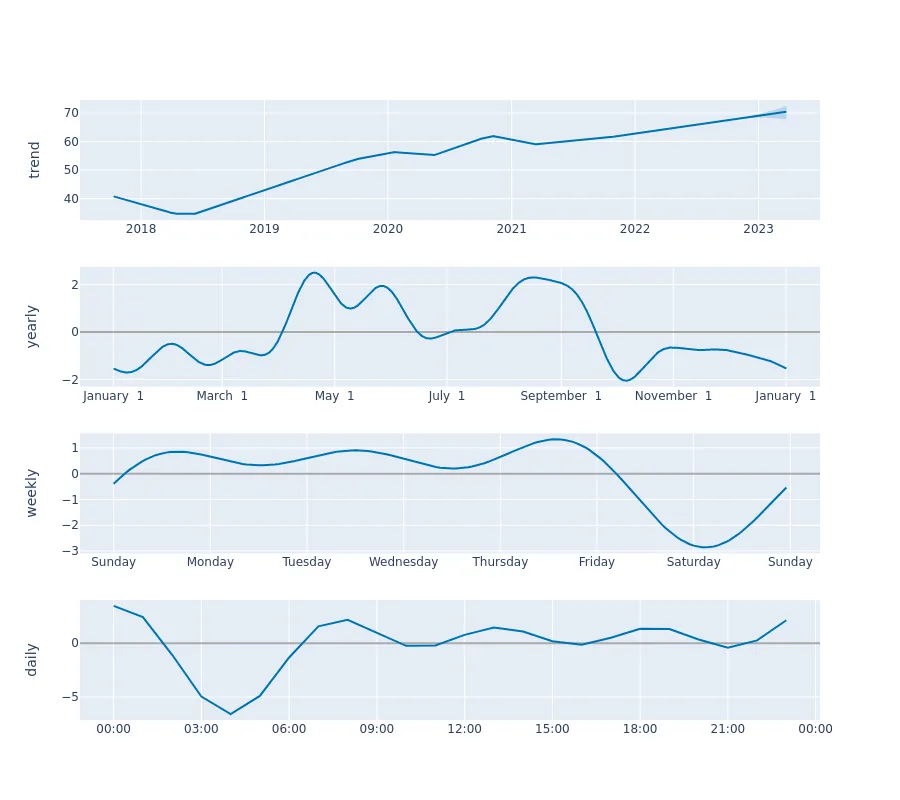 trend
70
60
50
40
2018 2019 2020 2021 2022 2023
yearly
2
0
−2
January 1 March 1 May 1 July 1 September 1 November 1 January 1
weekly
1
0
−1
−2
−3
Sunday Monday Tuesday Wednesday Thursday Friday Saturday Sunday
daily
0
−5
00:00 03:00 06:00 09:00 12:00 15:00 18:00 21:00 00:00